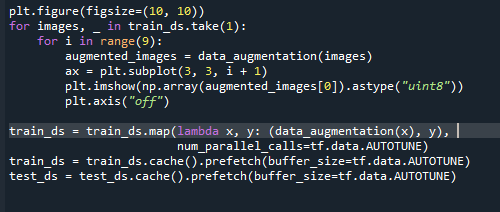 plt.figure(figsize=(10, 10))
for images, _ in train_ds.take(1):
    for i in range(9):
        augmented_images = data_augmentation(images)
        ax = plt.subplot(3, 3, i + 1)
        plt.imshow(np.array(augmented_images[0]).astype("uint8"))
        plt.axis("off")
train_ds = train_ds.map(lambda x, y: (data_augmentation(x), y),
                        num_parallel_calls=tf.data.AUTOTUNE)
train_ds = train_ds.cache().prefetch(buffer_size=tf.data.AUTOTUNE)
test_ds = test_ds.cache().prefetch(buffer_size=tf.data.AUTOTUNE)